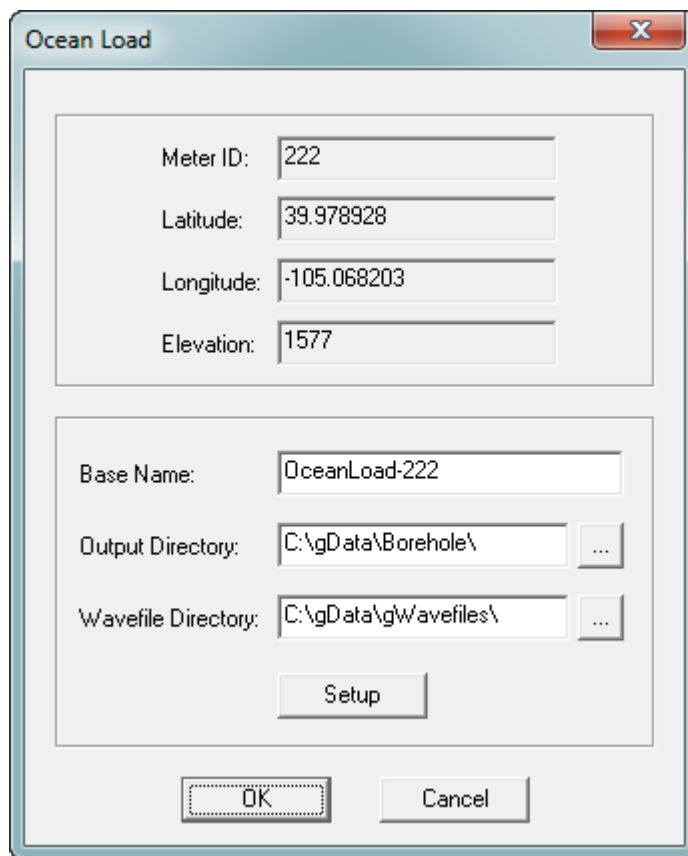 Ocean Load
Meter ID: 222
Latitude: 39.978928
Longitude: -105.068203
Elevation: 1577
Base Name: OceanLoad-222
Output Directory: C:\gData\Borehole\ ...
Wavefile Directory: C:\gData\gWavefiles\ ...
Setup
OK Cancel